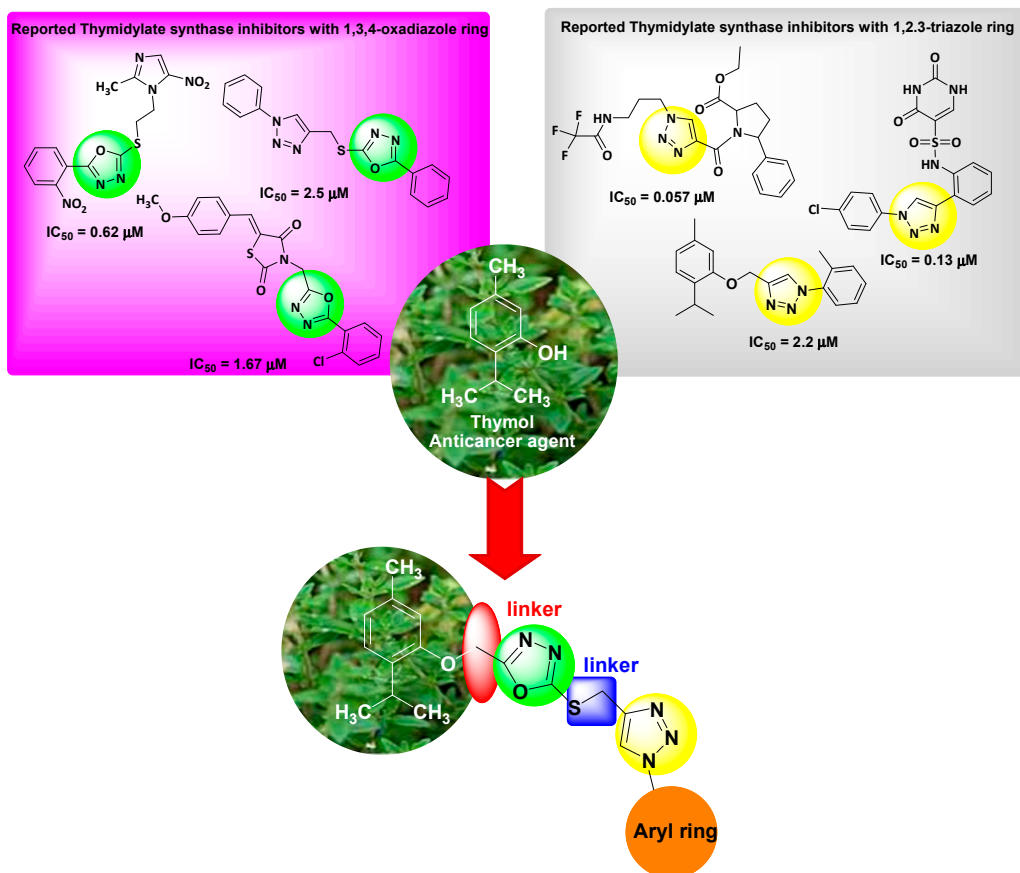 Reported Thymidylate synthase inhibitors with 1,3,4-oxadiazole ring
N
H₃C
N
NO₂
S
O
N N
NO₂
IC₅₀ = 0.62 µM
N
N
N
S
N
N
O
IC₅₀ = 2.5 µM
H₃C
O
O
S
N
O
O
N
N
Cl
IC₅₀ = 1.67 µM
Reported Thymidylate synthase inhibitors with 1,2.3-triazole ring
O
O
HN
F
F
F
O
N
N
N
N
O
IC₅₀ = 0.057 µM
O
HN
NH
O
O
S
O
HN
Cl
N
N
N
IC₅₀ = 0.13 µM
O
N
N
N
IC₅₀ = 2.2 µM
CH₃
OH
H₃C
CH₃
Thymol
Anticancer agent
CH₃
O
H₃C
CH₃
linker
N
N
O
linker
S
N
N
N
Aryl ring